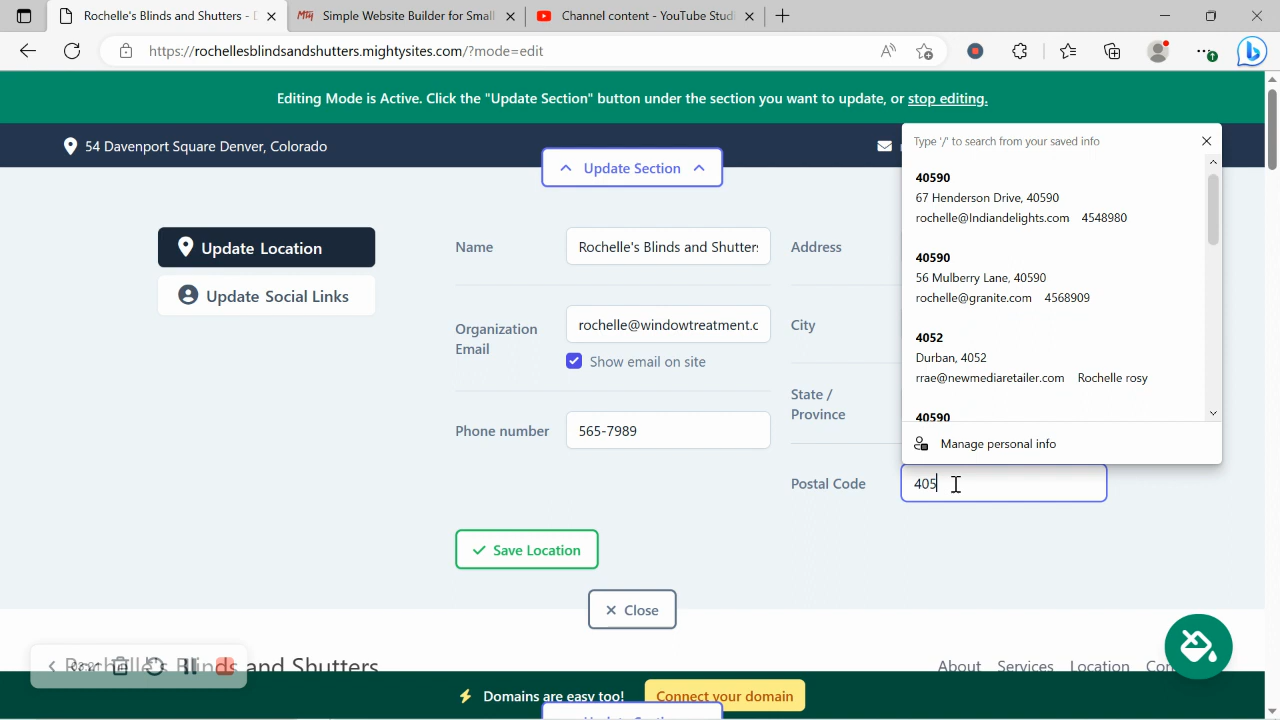 Rochelle's Blinds and Shutters - D
Simple Website Builder for Small
Channel content - YouTube Studi
https://rochellesblindsandshutters.mightysites.com/?mode=edit
Editing Mode is Active. Click the "Update Section" button under the section you want to update, or stop editing.
54 Davenport Square Denver, Colorado
Update Section
Type '/' to search from your saved info
40590
67 Henderson Drive, 40590
rochelle@Indiandelights.com 4548980
40590
56 Mulberry Lane, 40590
rochelle@granite.com 4568909
4052
Durban, 4052
rrae@newmediaretailer.com Rochelle rosy
40590
Manage personal info
Update Location
Update Social Links
Name
Rochelle's Blinds and Shutters
Address
Organization
Email
rochelle@windowtreatment.c
Show email on site
City
State /
Province
Phone number
565-7989
Postal Code
405
Save Location
Close
Rochelle's Blinds and Shutters
About Services Location
Domains are easy too! Connect your domain